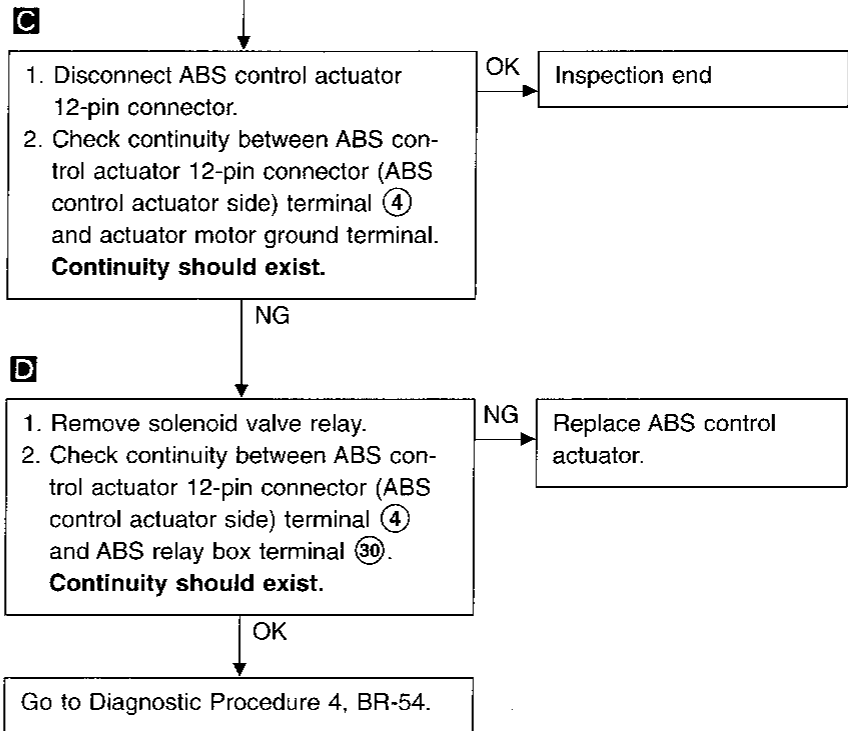 C
1. Disconnect ABS control actuator
12-pin connector.
2. Check continuity between ABS con-
trol actuator 12-pin connector (ABS
control actuator side) terminal ④
and actuator motor ground terminal.
Continuity should exist.
OK
Inspection end
NG
D
1. Remove solenoid valve relay.
2. Check continuity between ABS con-
trol actuator 12-pin connector (ABS
control actuator side) terminal ④
and ABS relay box terminal ㉚.
Continuity should exist.
NG
Replace ABS control
actuator.
OK
Go to Diagnostic Procedure 4, BR-54.